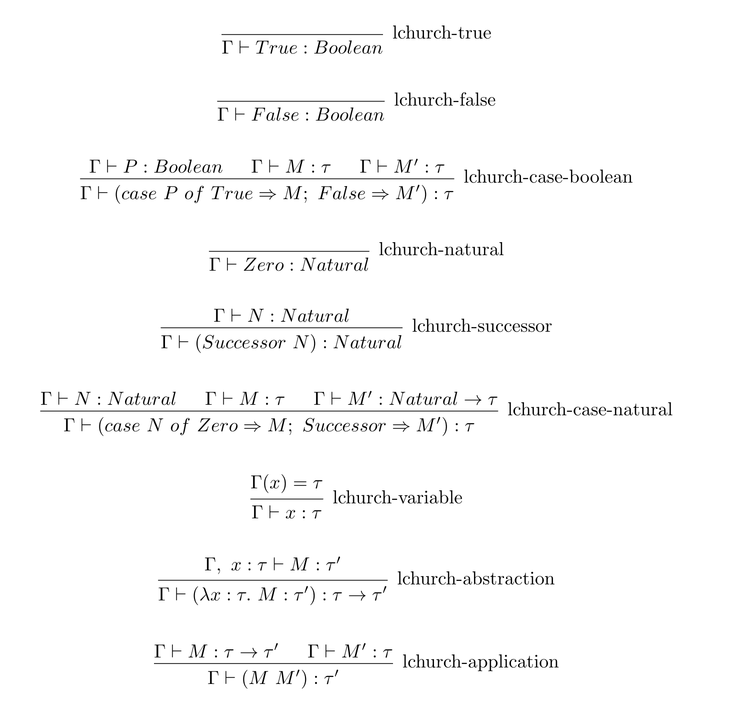 lchurch-true
Γ ⊢ True : Boolean
lchurch-false
Γ ⊢ False : Boolean
Γ ⊢ P : Boolean Γ ⊢ M : τ Γ ⊢ M′ : τ
lchurch-case-boolean
Γ ⊢ (case P of True ⇒ M; False ⇒ M′) : τ
lchurch-natural
Γ ⊢ Zero : Natural
Γ ⊢ N : Natural
lchurch-successor
Γ ⊢ (Successor N) : Natural
Γ ⊢ N : Natural Γ ⊢ M : τ Γ ⊢ M′ : Natural → τ
lchurch-case-natural
Γ ⊢ (case N of Zero ⇒ M; Successor ⇒ M′) : τ
Γ(x) = τ
lchurch-variable
Γ ⊢ x : τ
Γ, x : τ ⊢ M : τ′
lchurch-abstraction
Γ ⊢ (λx : τ. M : τ′) : τ → τ′
Γ ⊢ M : τ → τ′ Γ ⊢ M′ : τ
lchurch-application
Γ ⊢ (M M′) : τ′